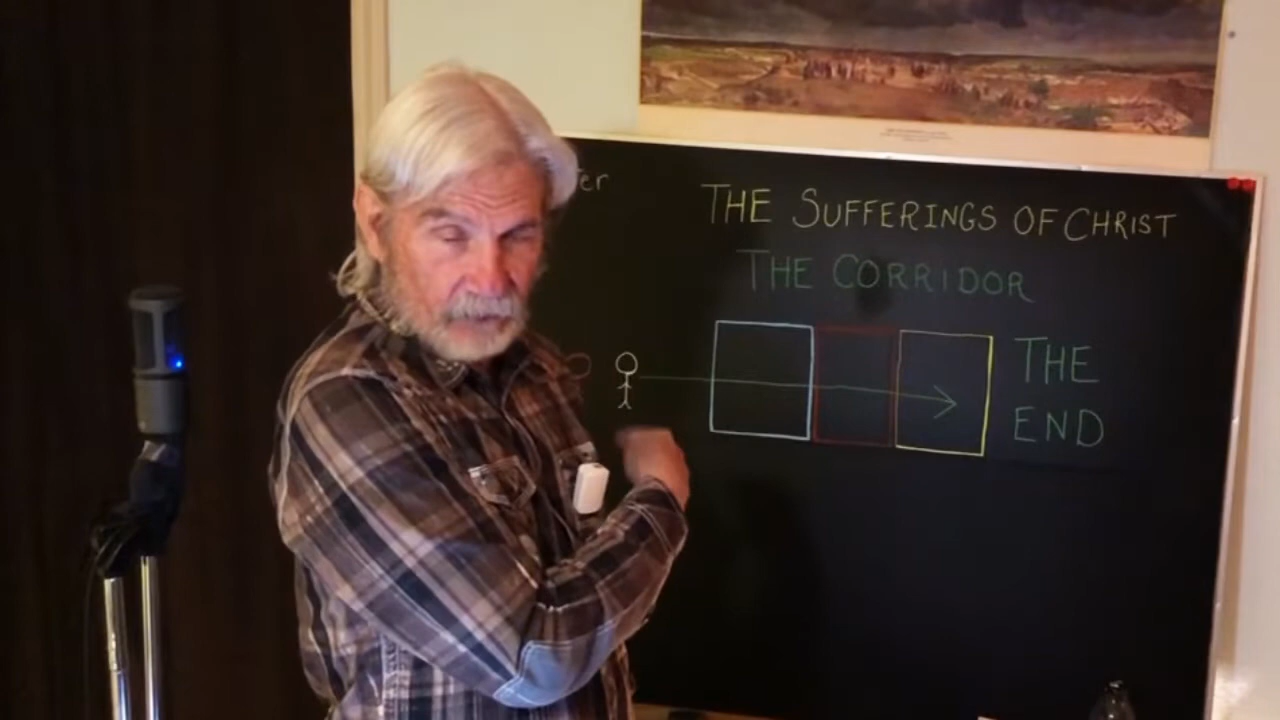 THE SUFFERINGS OF CHRIST
THE CORRIDOR
THE
END